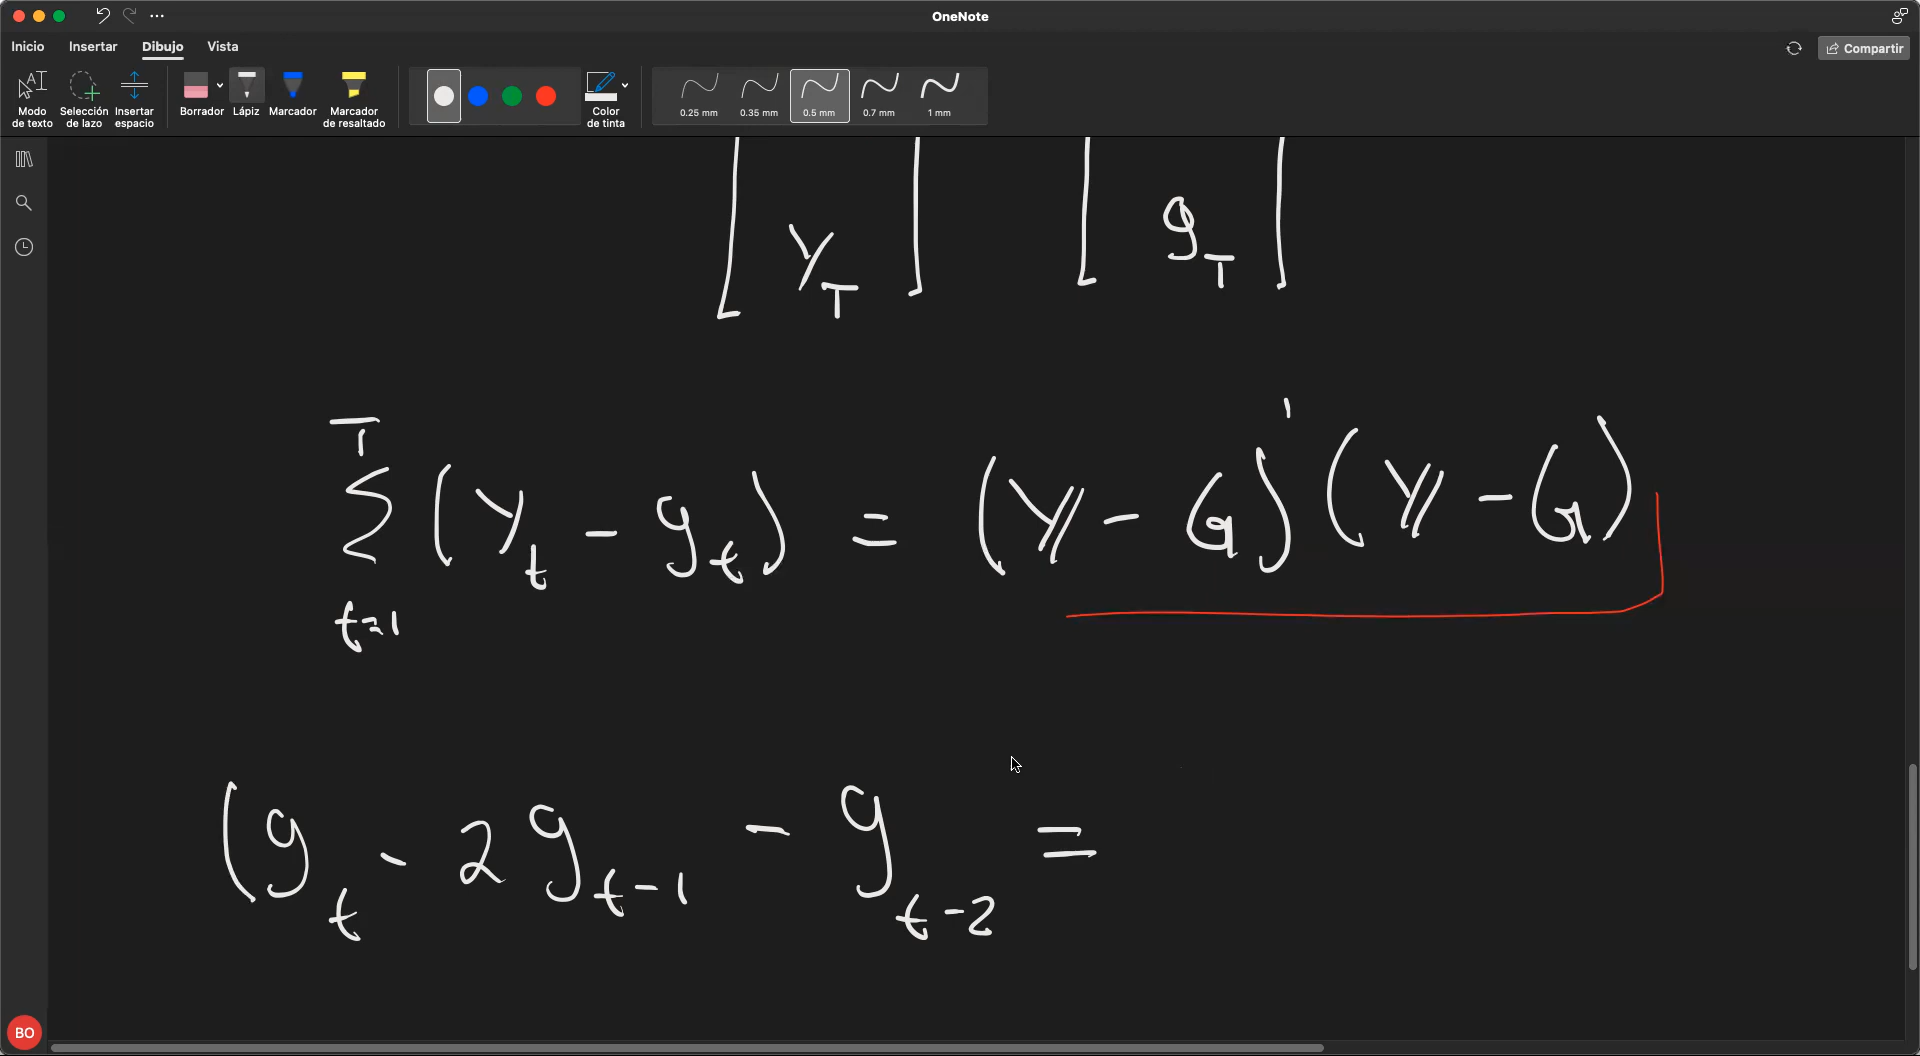 OneNote
Inicio Insertar Dibujo Vista
Compartir
Modo de texto
Selección de lazo
Insertar espacio
Borrador
Lápiz
Marcador
Marcador de resaltado
Color de tinta
0.25 mm 0.35 mm 0.5 mm 0.7 mm 1 mm
[ y_T ] [ g_T ]
∑_{t=1}^{T} (y_t - g_t) = (Y - G)' (Y - G)
(g_t - 2 g_{t-1} - g_{t-2} =
BO